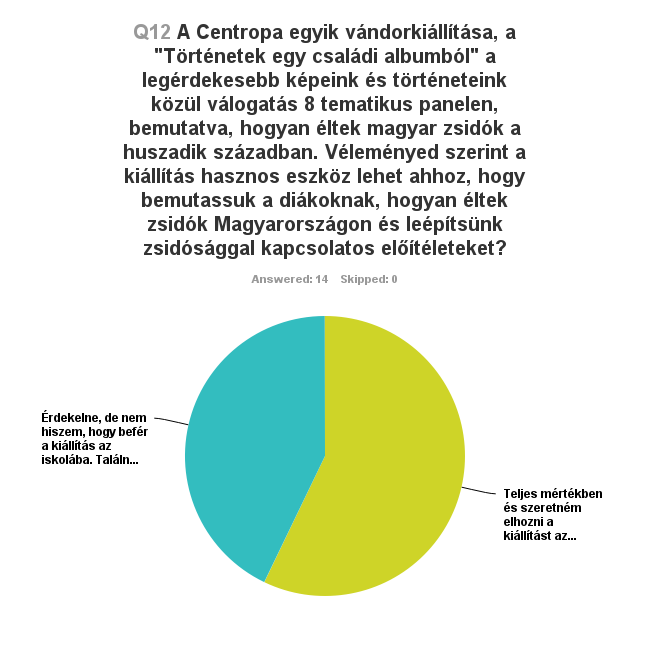 Q12 A Centropa egyik vándorkiállítása, a
"Történetek egy családi albumból" a
legérdekesebb képeink és történeteink
közül válogatás 8 tematikus panelen,
bemutatva, hogyan éltek magyar zsidók a
huszadik században. Véleményed szerint a
kiállítás hasznos eszköz lehet ahhoz, hogy
bemutassuk a diákoknak, hogyan éltek
zsidók Magyarországon és leépítsünk
zsidósággal kapcsolatos előítéleteket?
Answered: 14 Skipped: 0
Érdekelne, de nem
hiszem, hogy befér
a kiállítás az
iskolába. Találn...
Teljes mértékben
és szeretném
elhozni a
kiállítást az...